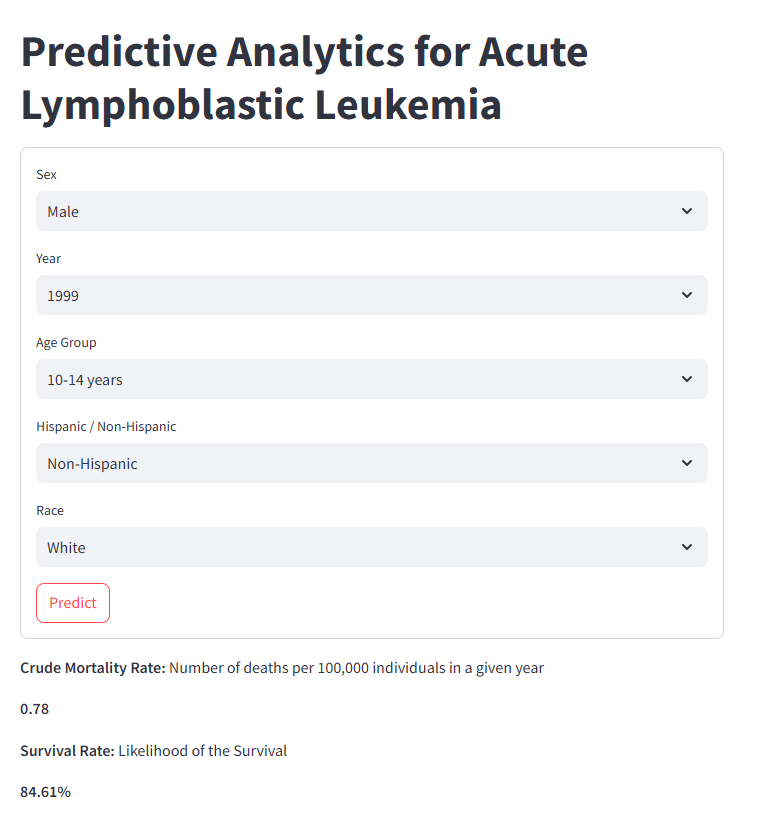 Predictive Analytics for Acute
Lymphoblastic Leukemia
Sex
Male
Year
1999
Age Group
10-14 years
Hispanic / Non-Hispanic
Non-Hispanic
Race
White
Predict
Crude Mortality Rate: Number of deaths per 100,000 individuals in a given year
0.78
Survival Rate: Likelihood of the Survival
84.61%